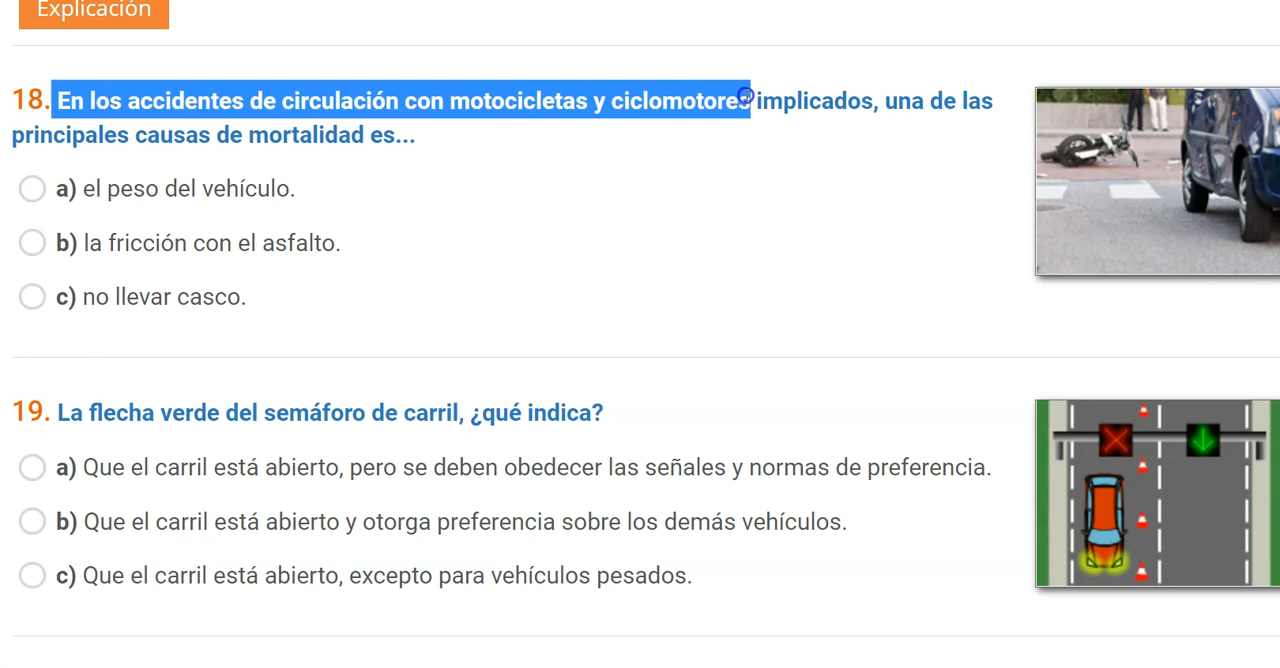 Explicación
18. En los accidentes de circulación con motocicletas y ciclomotores implicados, una de las
principales causas de mortalidad es...
a) el peso del vehículo.
b) la fricción con el asfalto.
c) no llevar casco.
19. La flecha verde del semáforo de carril, ¿qué indica?
a) Que el carril está abierto, pero se deben obedecer las señales y normas de preferencia.
b) Que el carril está abierto y otorga preferencia sobre los demás vehículos.
c) Que el carril está abierto, excepto para vehículos pesados.